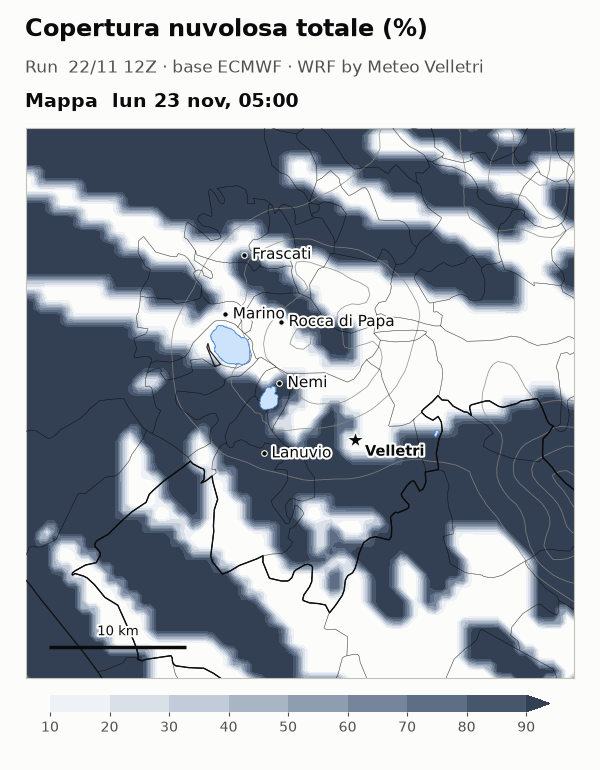 Copertura nuvolosa totale (%)
Run  22/11 12Z · base ECMWF · WRF by Meteo Velletri
Mappa  lun 23 nov, 05:00
Frascati
Marino
Rocca di Papa
Nemi
Velletri
Lanuvio
10 km
10 20 30 40 50 60 70 80 90